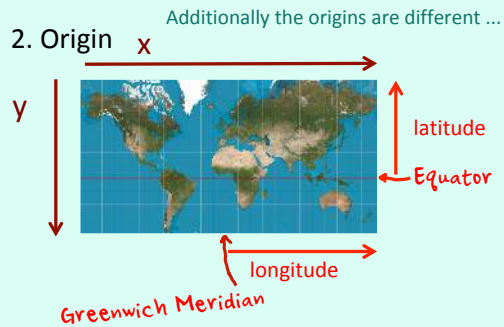 Additionally the origins are different ...
2. Origin
x
y
latitude
Equator
longitude
Greenwich Meridian